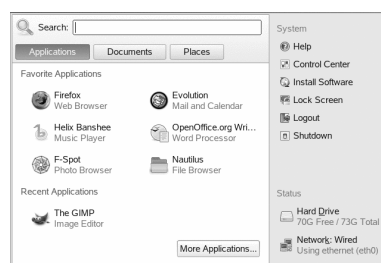 Search:
Applications Documents Places
Favorite Applications
Firefox
Web Browser
Evolution
Mail and Calendar
Helix Banshee
Music Player
OpenOffice.org Wri...
Word Processor
F-Spot
Photo Browser
Nautilus
File Browser
Recent Applications
The GIMP
Image Editor
More Applications...
System
Help
Control Center
Install Software
Lock Screen
Logout
Shutdown
Status
Hard Drive
70G Free / 73G Total
Network: Wired
Using ethernet (eth0)